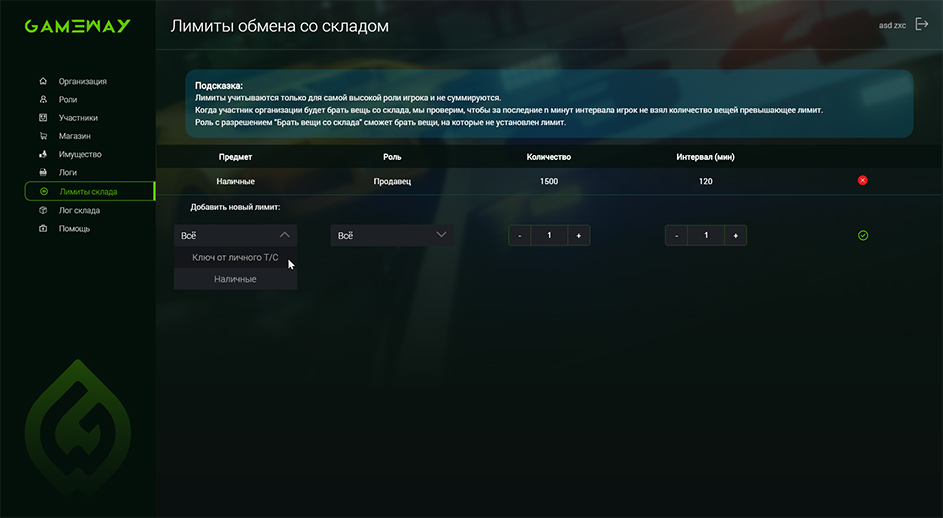 GAMEWAY
Лимиты обмена со складом
asd zxc
Организация
Роли
Участники
Магазин
Имущество
Логи
Лимиты склада
Лог склада
Помощь
Подсказка:
Лимиты учитываются только для самой высокой роли игрока и не суммируются.
Когда участник организации будет брать вещь со склада, мы проверим, чтобы за последние n минут интервала игрок не взял количество вещей превышающее лимит.
Роль с разрешением "Брать вещи со склада" сможет брать вещи, на которые не установлен лимит.
Предмет Роль Количество Интервал (мин)
Наличные Продавец 1500 120
Добавить новый лимит:
Всё Всё - 1 + - 1 +
Ключ от личного Т/С
Наличные